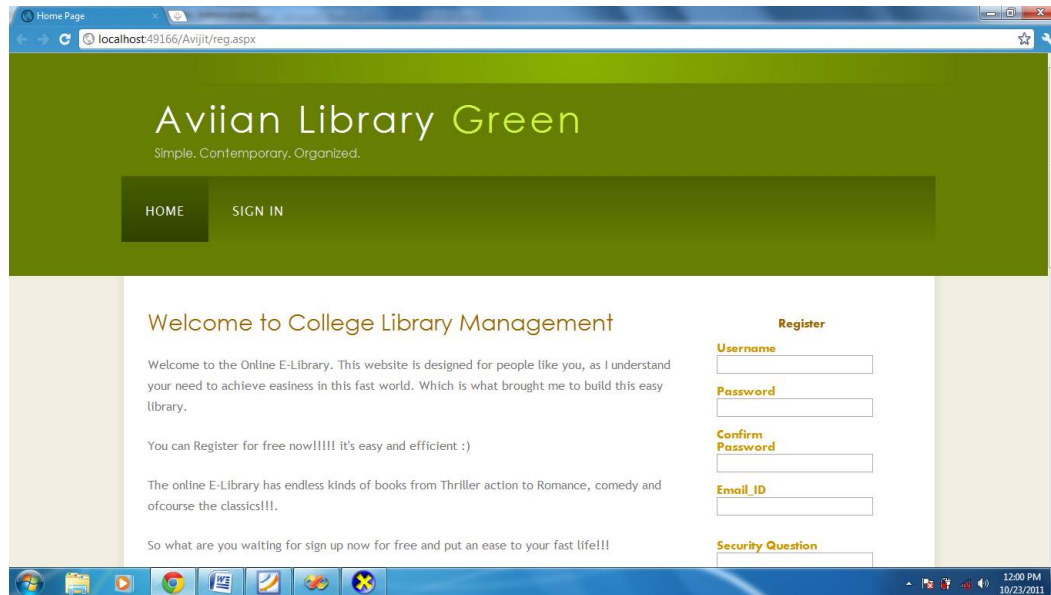 Home Page
localhost:49166/Avijit/reg.aspx
Aviian Library Green
Simple. Contemporary. Organized.
HOME SIGN IN
Welcome to College Library Management
Welcome to the Online E-Library. This website is designed for people like you, as I understand
your need to achieve easiness in this fast world. Which is what brought me to build this easy
library.
You can Register for free now!!!!! it's easy and efficient :)
The online E-Library has endless kinds of books from Thriller action to Romance, comedy and
ofcourse the classics!!!.
So what are you waiting for sign up now for free and put an ease to your fast life!!!
Register
Username
Password
Confirm
Password
Email_ID
Security Question
12:00 PM
10/23/2011